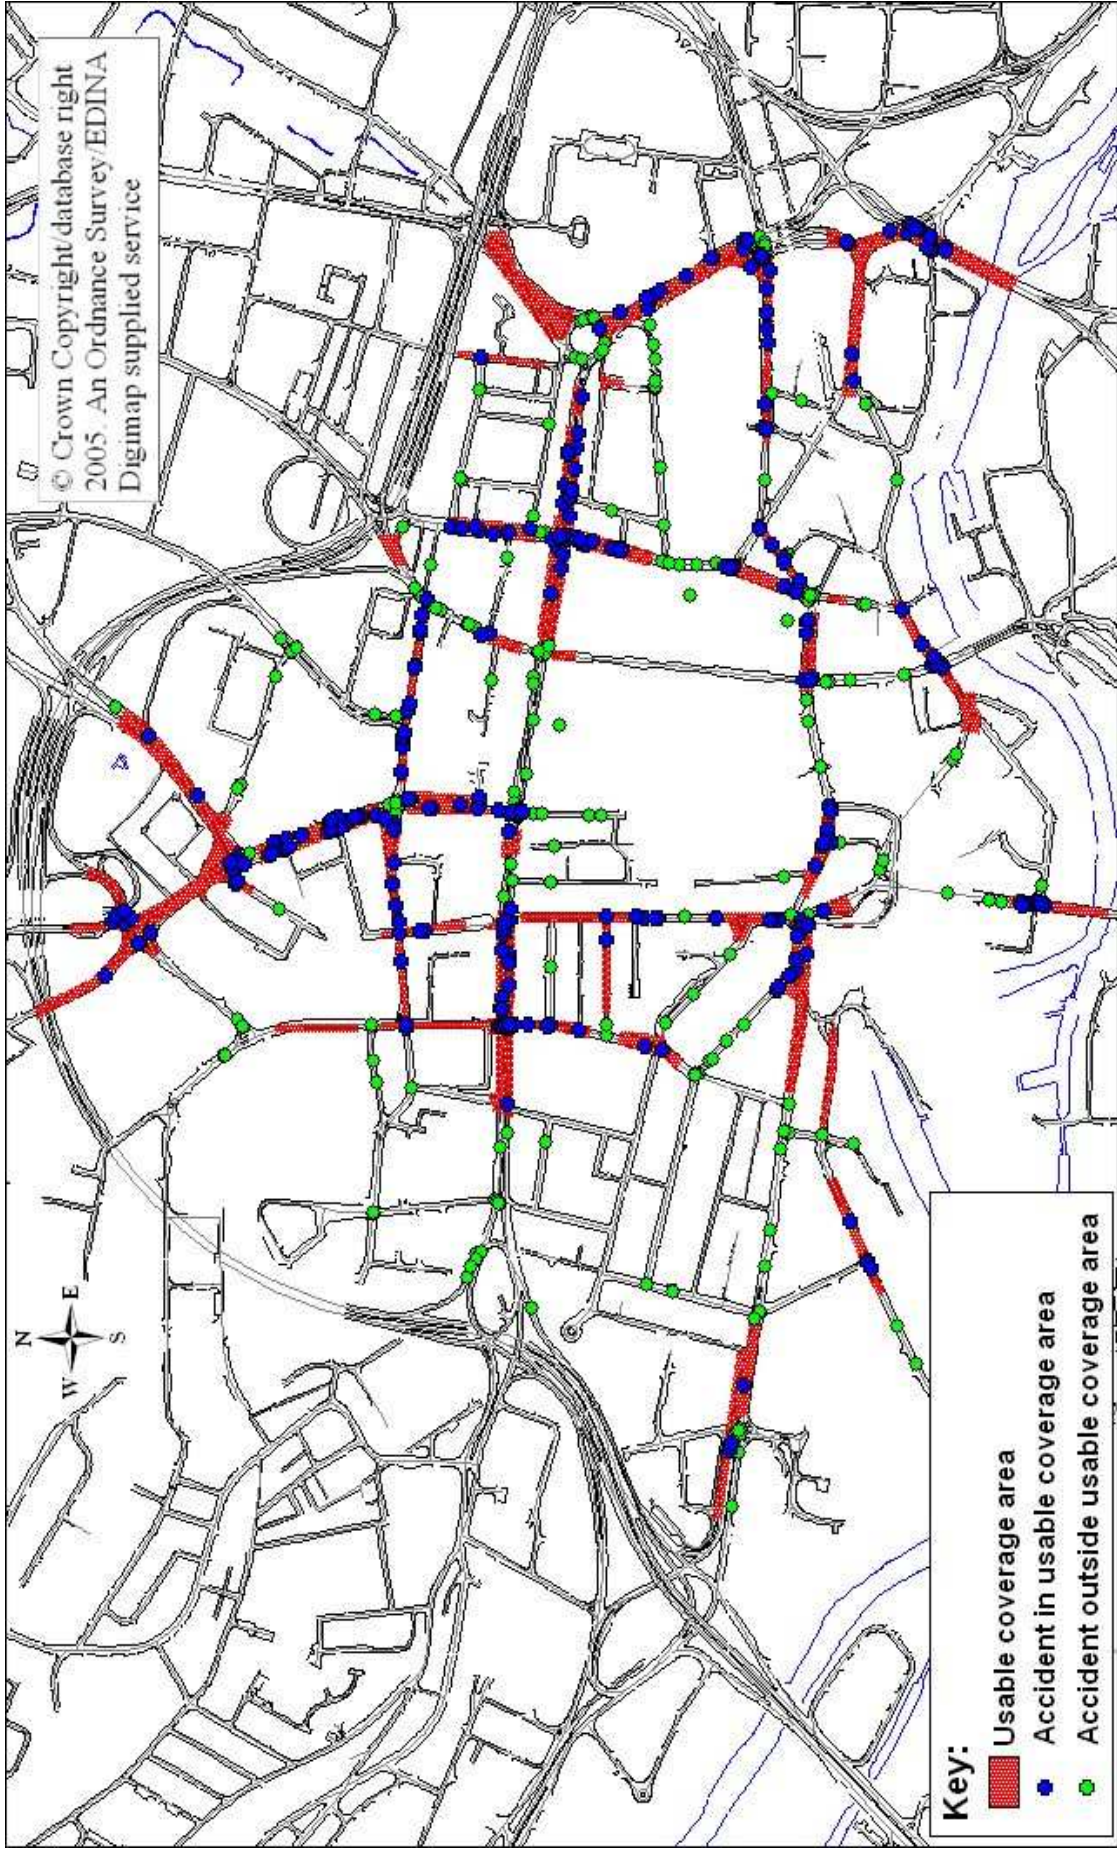 © Crown Copyright/database right
2005. An Ordnance Survey/EDINA
Digimap supplied service
N
W
E
S
Key:
Usable coverage area
Accident in usable coverage area
Accident outside usable coverage area